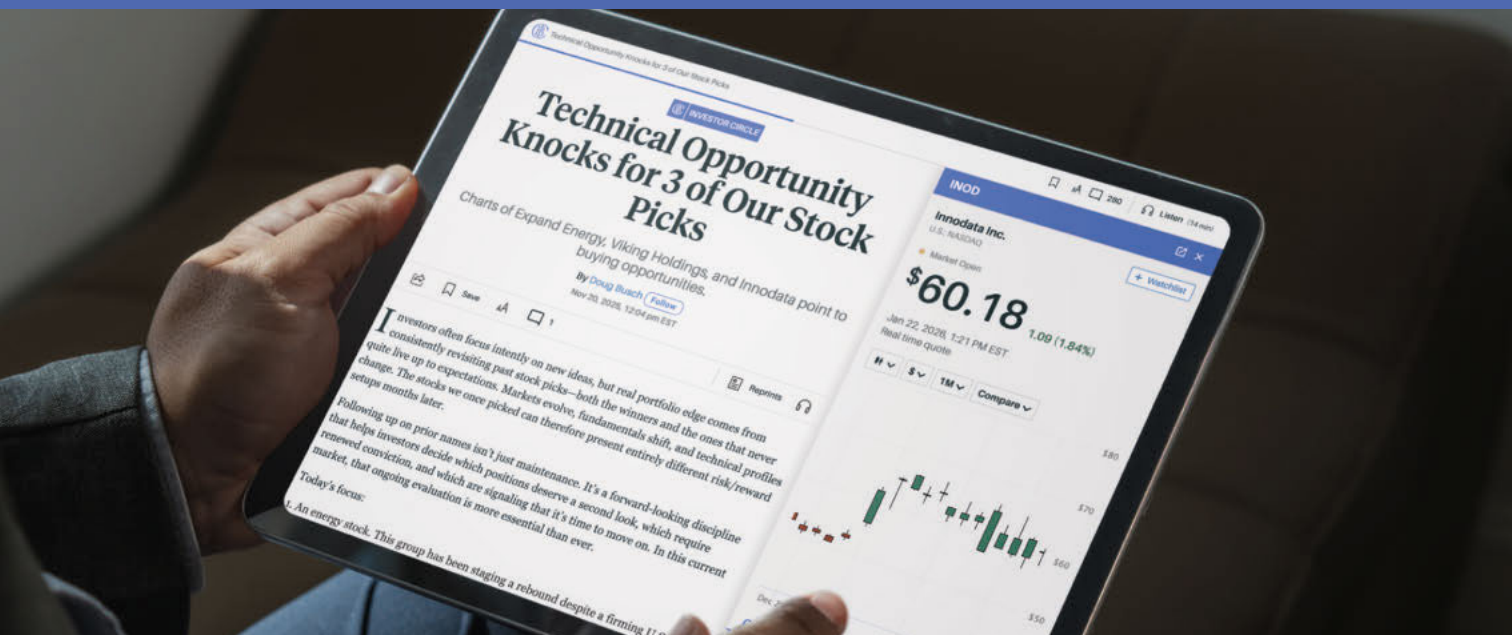 Technical Opportunity Knocks for 3 of Our Stock Picks
INVESTOR CIRCLE
Technical Opportunity
Knocks for 3 of Our Stock
Picks
Charts of Expand Energy, Viking Holdings, and Innodata point to
buying opportunities.
By Doug Busch Follow
Nov 20, 2025, 12:04 pm EST
Save
1
Reprints
Investors often focus intently on new ideas, but real portfolio edge comes from
consistently revisiting past stock picks—both the winners and the ones that never
quite live up to expectations. Markets evolve, fundamentals shift, and technical profiles
change. The stocks we once picked can therefore present entirely different risk/reward
setups months later.
Following up on prior names isn't just maintenance. It's a forward-looking discipline
that helps investors decide which positions deserve a second look, which require
renewed conviction, and which are signaling that it's time to move on. In this current
market, that ongoing evaluation is more essential than ever.
Today's focus:
1. An energy stock. This group has been staging a rebound despite a firming U.S.
280
Listen (14 min)
INOD
Innodata Inc.
U.S.: NASDAQ
+ Watchlist
Market Open
$60.18 1.09 (1.84%)
Jan 22, 2026, 1:21 PM EST
Real time quote
$
1M
Compare
$80
$70
$60
$50
Dec